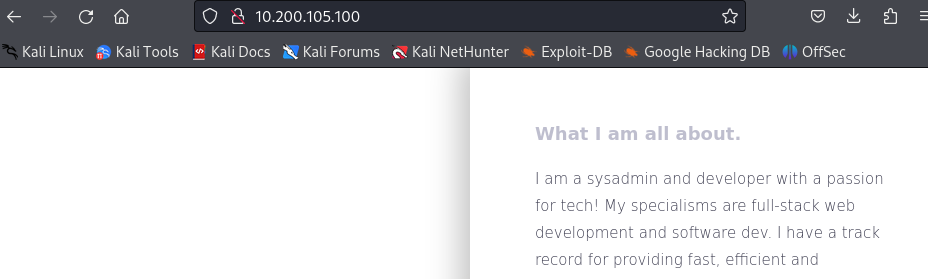 10.200.105.100
Kali Linux Kali Tools Kali Docs Kali Forums Kali NetHunter Exploit-DB Google Hacking DB OffSec
What I am all about.
I am a sysadmin and developer with a passion
for tech! My specialisms are full-stack web
development and software dev. I have a track
record for providing fast, efficient and